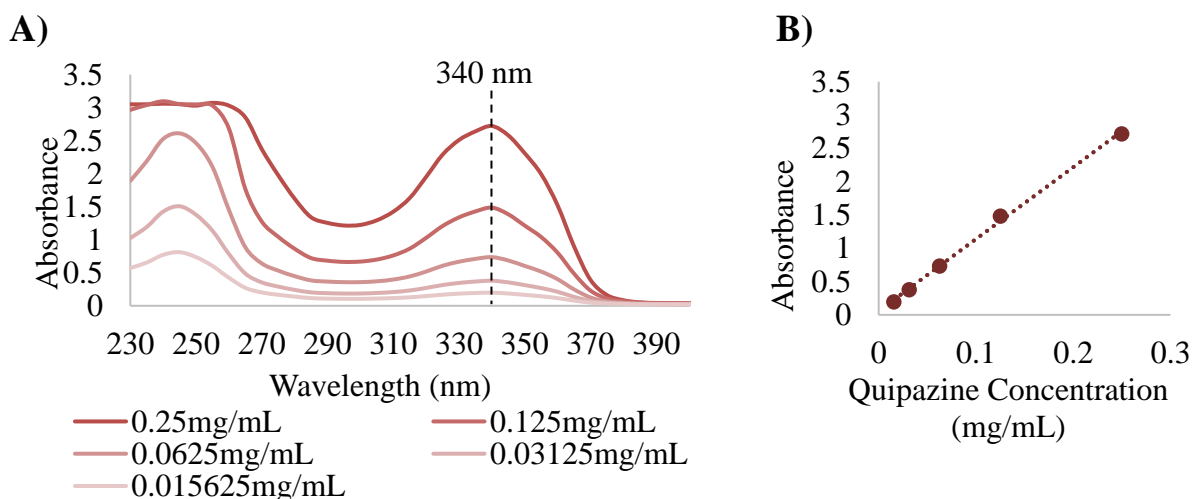 A)
340 nm
3.5
3
2.5
2
1.5
1
0.5
0
Absorbance
230 250 270 290 310 330 350 370 390
Wavelength (nm)
0.25mg/mL 0.125mg/mL
0.0625mg/mL 0.03125mg/mL
0.015625mg/mL
B)
3.5
3
2.5
2
1.5
1
0.5
0
Absorbance
0 0.1 0.2 0.3
Quipazine Concentration
(mg/mL)